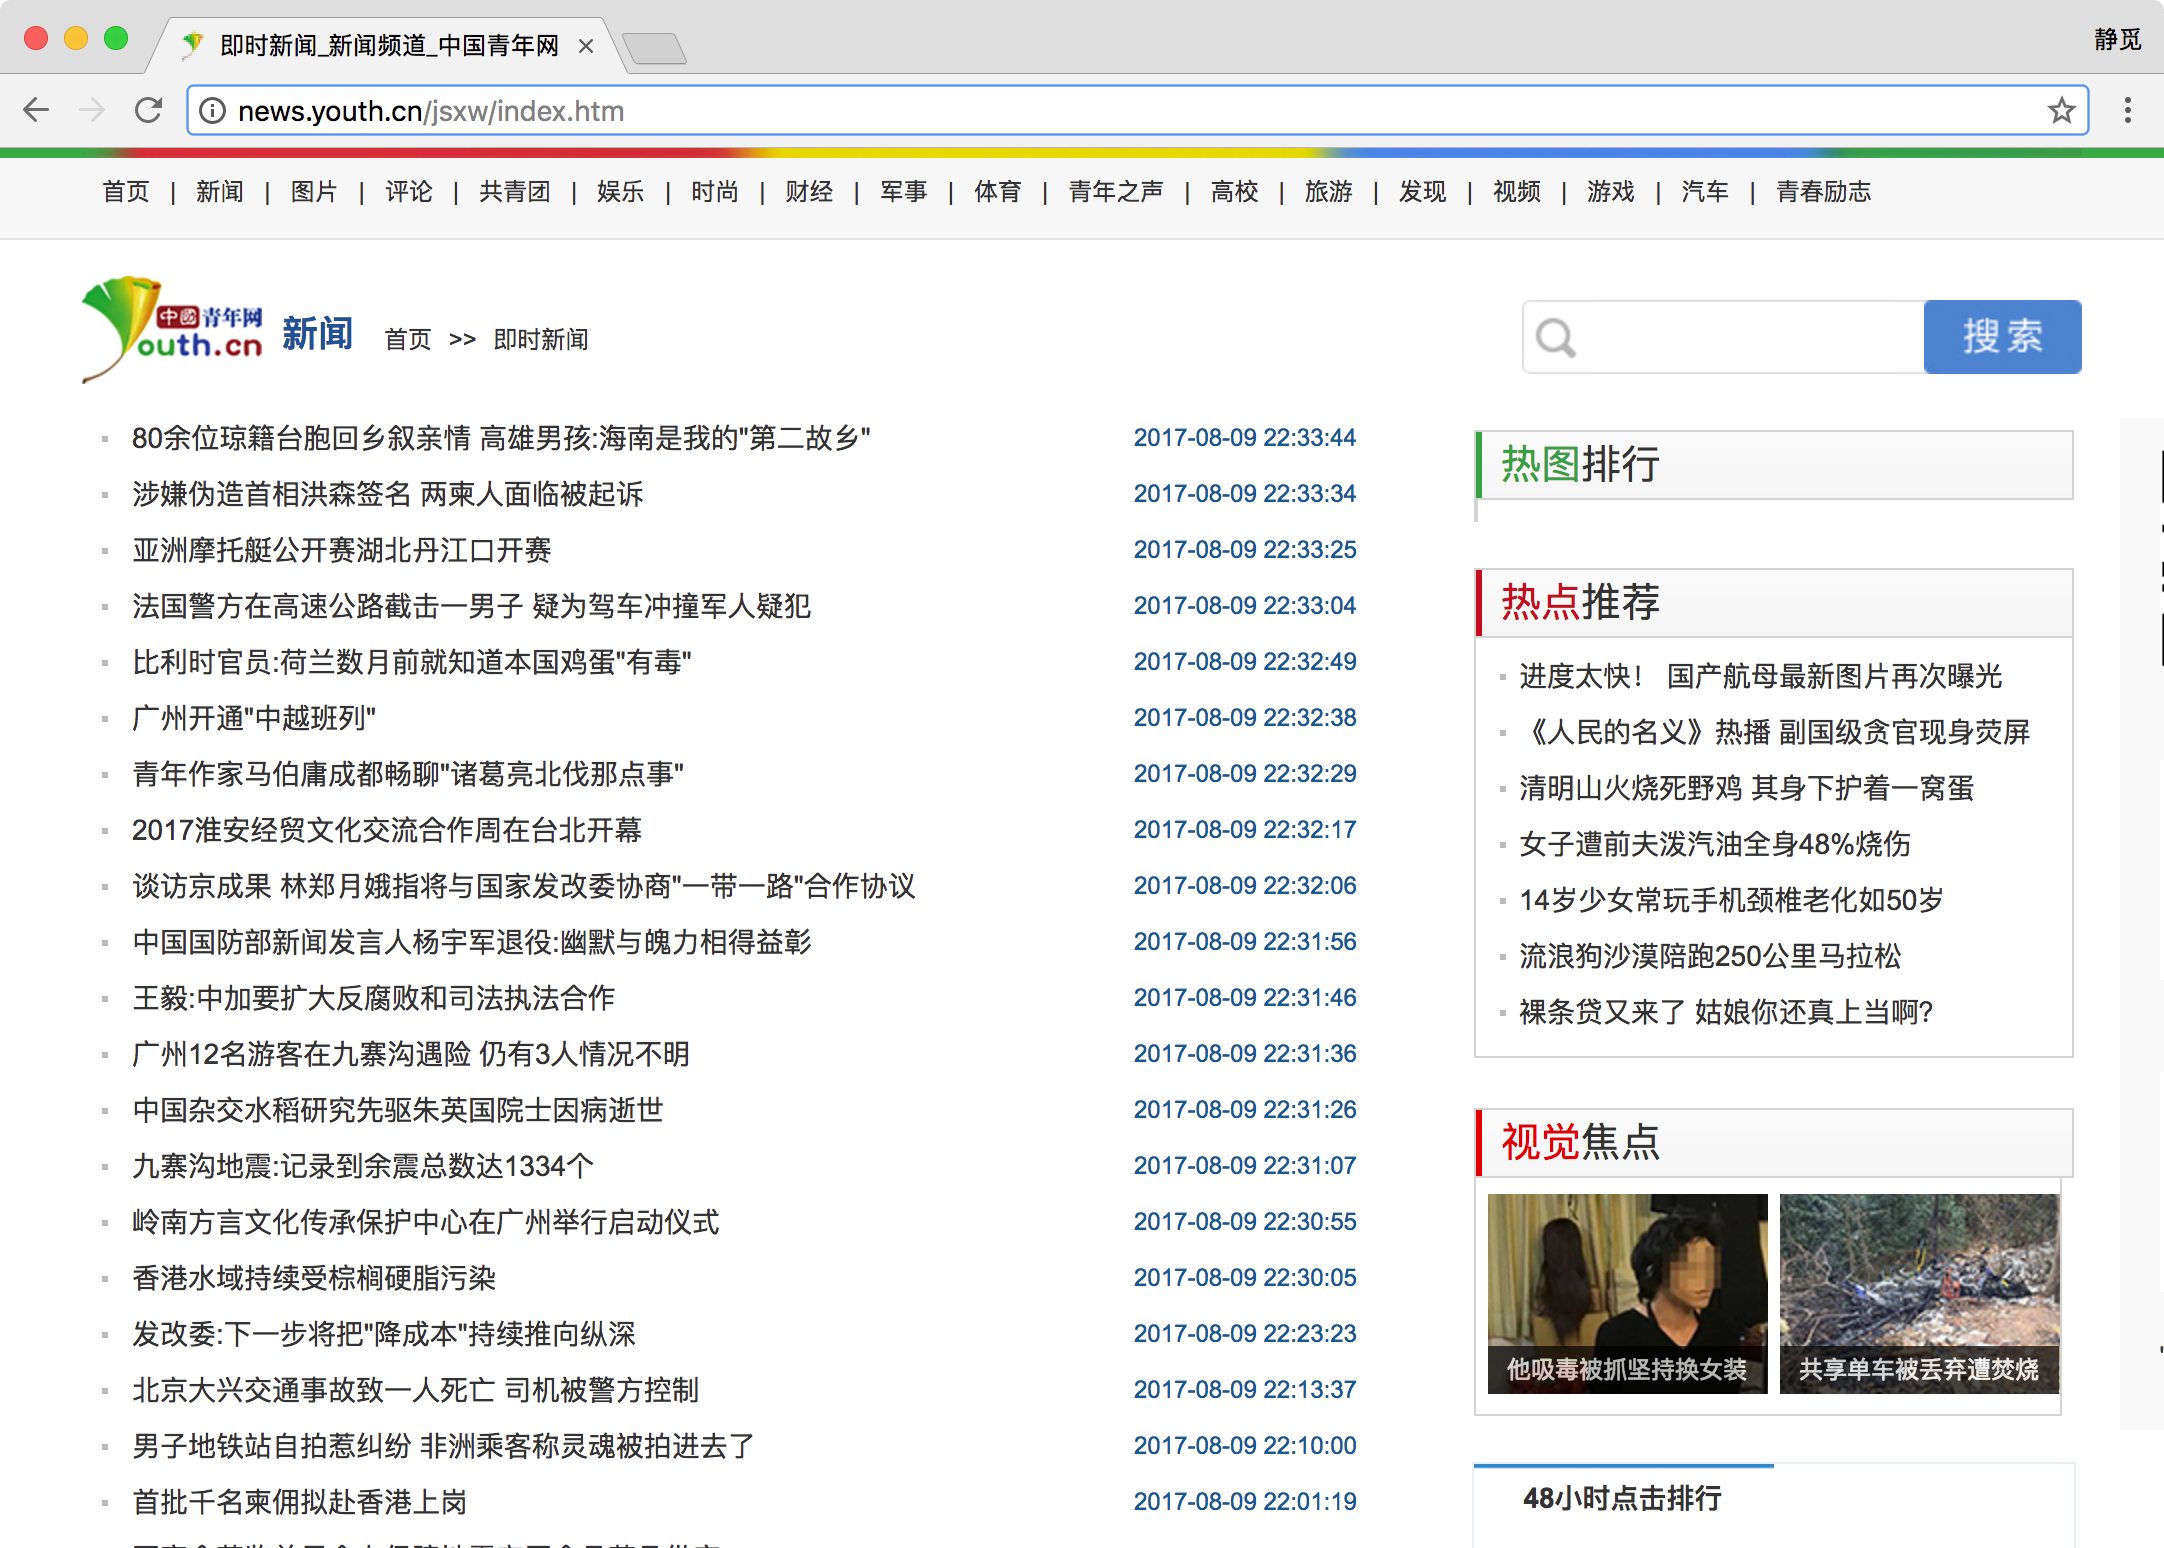 即时新闻_新闻频道_中国青年网
静觅
news.youth.cn/jsxw/index.htm
首页 | 新闻 | 图片 | 评论 | 共青团 | 娱乐 | 时尚 | 财经 | 军事 | 体育 | 青年之声 | 高校 | 旅游 | 发现 | 视频 | 游戏 | 汽车 | 青春励志
中國青年网
outh.cn
新闻 首页 >> 即时新闻
搜索
80余位琼籍台胞回乡叙亲情 高雄男孩:海南是我的"第二故乡" 2017-08-09 22:33:44
涉嫌伪造首相洪森签名 两柬人面临被起诉 2017-08-09 22:33:34
亚洲摩托艇公开赛湖北丹江口开赛 2017-08-09 22:33:25
法国警方在高速公路截击一男子 疑为驾车冲撞军人疑犯 2017-08-09 22:33:04
比利时官员:荷兰数月前就知道本国鸡蛋"有毒" 2017-08-09 22:32:49
广州开通"中越班列" 2017-08-09 22:32:38
青年作家马伯庸成都畅聊"诸葛亮北伐那点事" 2017-08-09 22:32:29
2017淮安经贸文化交流合作周在台北开幕 2017-08-09 22:32:17
谈访京成果 林郑月娥指将与国家发改委协商"一带一路"合作协议 2017-08-09 22:32:06
中国国防部新闻发言人杨宇军退役:幽默与魄力相得益彰 2017-08-09 22:31:56
王毅:中加要扩大反腐败和司法执法合作 2017-08-09 22:31:46
广州12名游客在九寨沟遇险 仍有3人情况不明 2017-08-09 22:31:36
中国杂交水稻研究先驱朱英国院士因病逝世 2017-08-09 22:31:26
九寨沟地震:记录到余震总数达1334个 2017-08-09 22:31:07
岭南方言文化传承保护中心在广州举行启动仪式 2017-08-09 22:30:55
香港水域持续受棕榈硬脂污染 2017-08-09 22:30:05
发改委:下一步将把"降成本"持续推向纵深 2017-08-09 22:23:23
北京大兴交通事故致一人死亡 司机被警方控制 2017-08-09 22:13:37
男子地铁站自拍惹纠纷 非洲乘客称灵魂被拍进去了 2017-08-09 22:10:00
首批千名柬佣拟赴香港上岗 2017-08-09 22:01:19
热图排行
热点推荐
进度太快！ 国产航母最新图片再次曝光
《人民的名义》热播 副国级贪官现身荧屏
清明山火烧死野鸡 其身下护着一窝蛋
女子遭前夫泼汽油全身48%烧伤
14岁少女常玩手机颈椎老化如50岁
流浪狗沙漠陪跑250公里马拉松
裸条贷又来了 姑娘你还真上当啊?
视觉焦点
他吸毒被抓坚持换女装
共享单车被丢弃遭焚烧
48小时点击排行